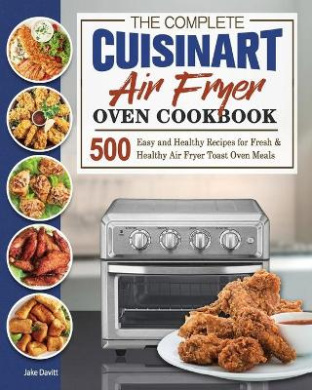 THE COMPLETE
CUISINART
Air Fryer
OVEN COOKBOOK
500 Easy and Healthy Recipes for Fresh &
Healthy Air Fryer Toast Oven Meals
Jake Davitt